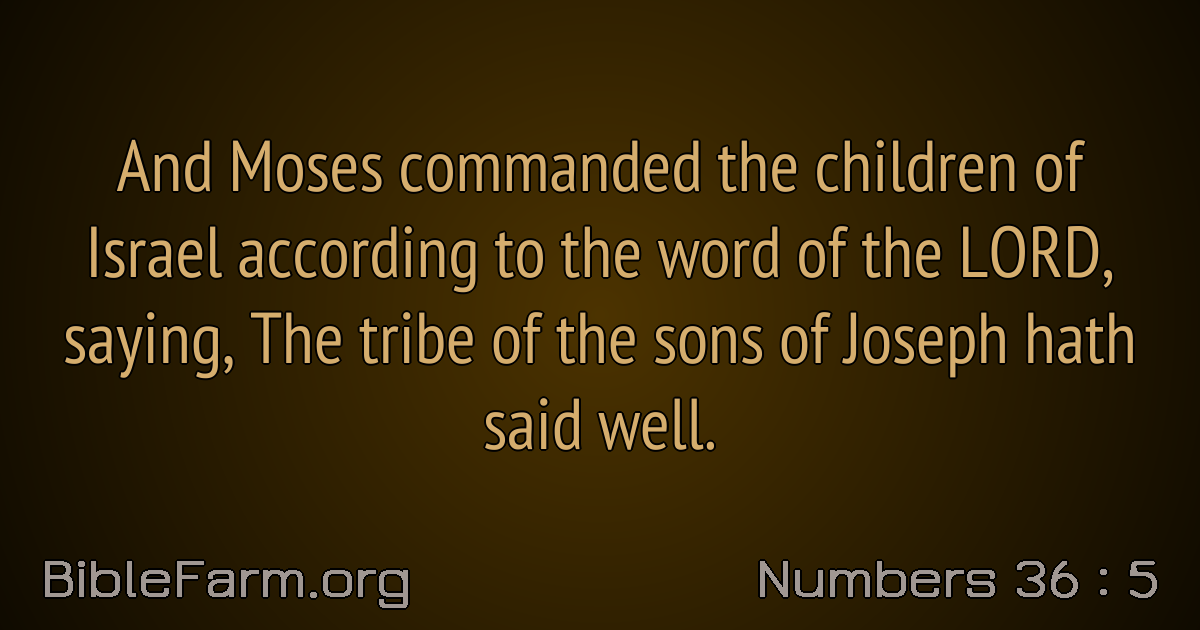 And Moses commanded the children of
Israel according to the word of the LORD,
saying, The tribe of the sons of Joseph hath
said well.
BibleFarm.org
Numbers 36 : 5